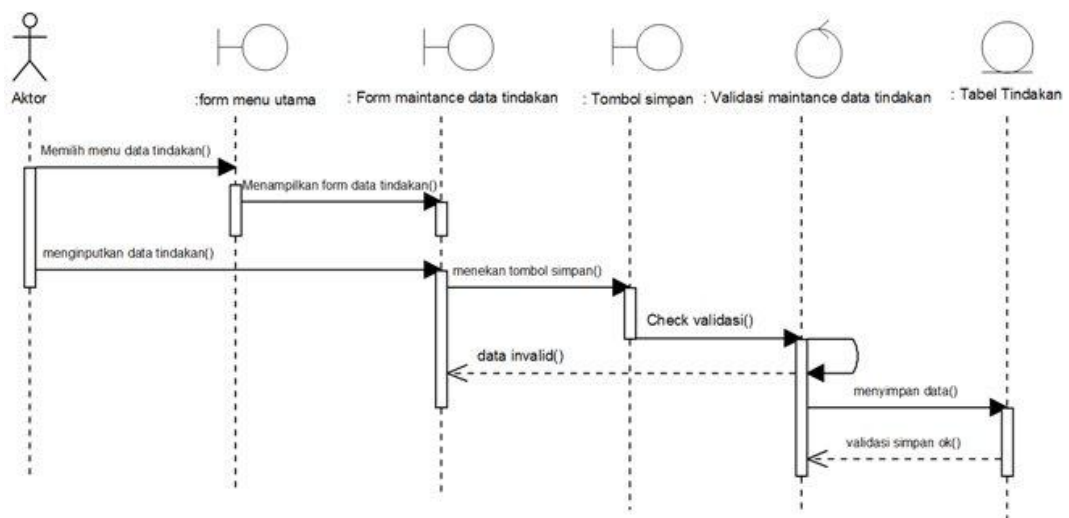 Aktor
:form menu utama
: Form maintance data tindakan
: Tombol simpan
: Validasi maintance data tindakan
: Tabel Tindakan
Memilih menu data tindakan()
Menampilkan form data tindakan()
menginputkan data tindakan()
menekan tombol simpan()
Check validasi()
data invalid()
menyimpan data()
validasi simpan ok()